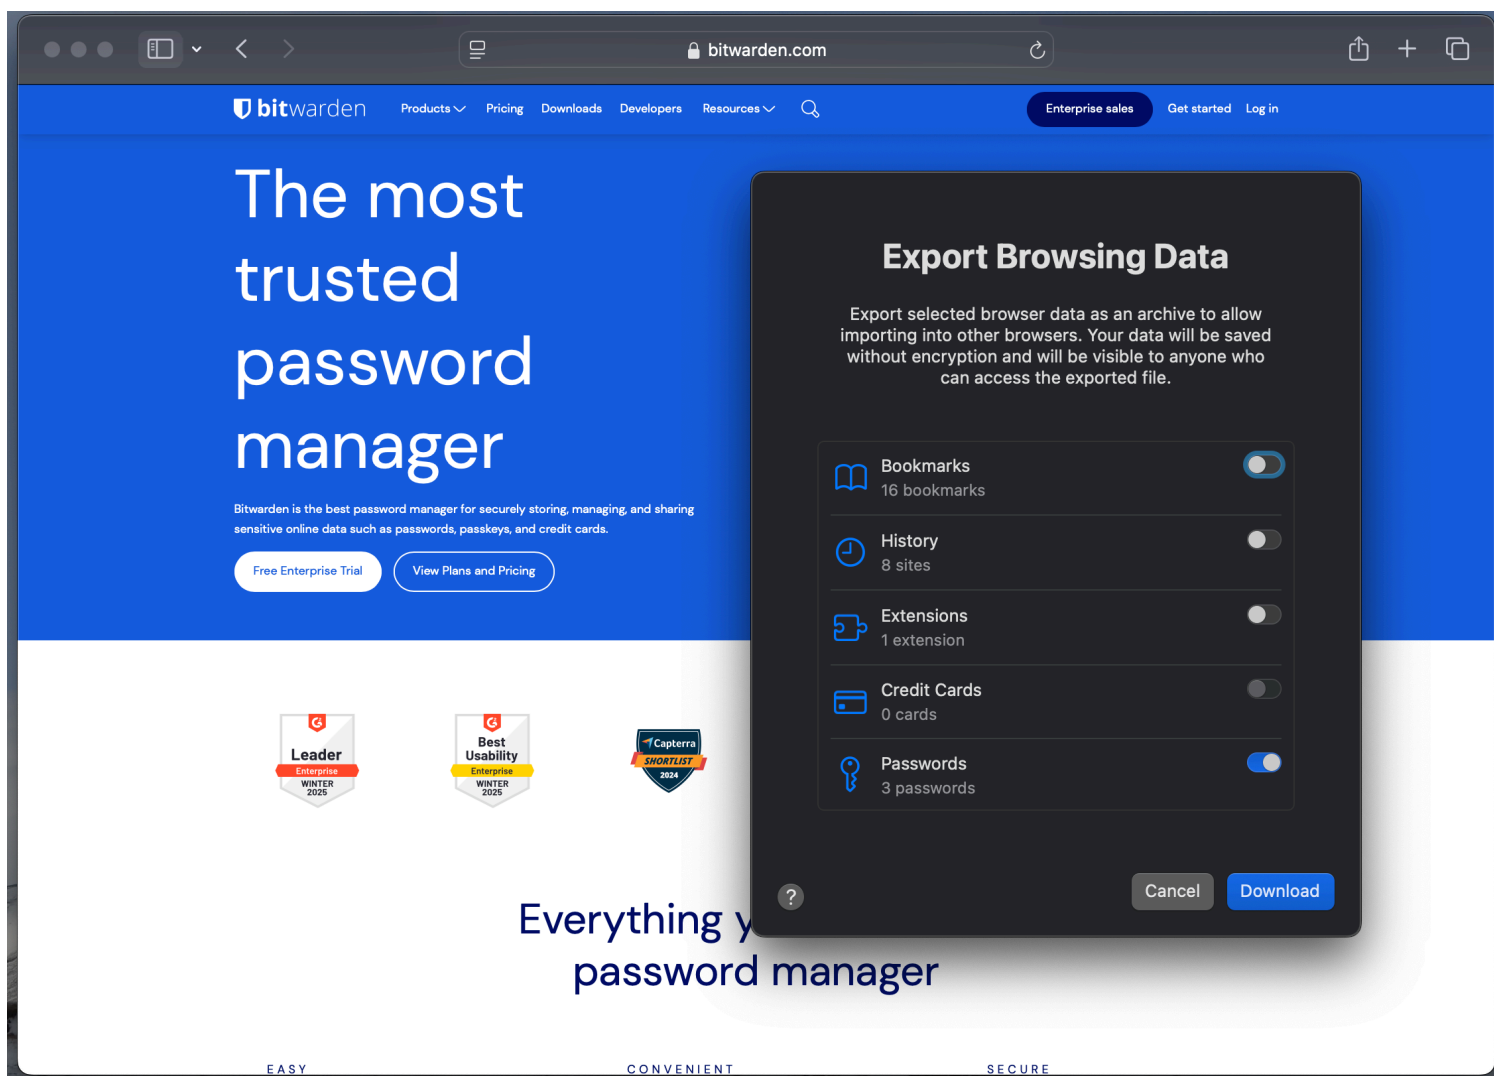 bitwarden.com
bitwarden
Products
Pricing
Downloads
Developers
Resources
Enterprise sales
Get started
Log in
The most
trusted
password
manager
Bitwarden is the best password manager for securely storing, managing, and sharing
sensitive online data such as passwords, passkeys, and credit cards.
Free Enterprise Trial
View Plans and Pricing
Export Browsing Data
Export selected browser data as an archive to allow
importing into other browsers. Your data will be saved
without encryption and will be visible to anyone who
can access the exported file.
Bookmarks
16 bookmarks
History
8 sites
Extensions
1 extension
Credit Cards
0 cards
Passwords
3 passwords
?
Cancel
Download
Leader
Enterprise
WINTER
2025
Best
Usability
Enterprise
WINTER
2025
Capterra
SHORTLIST
2024
Everything y
password manager
EASY
CONVENIENT
SECURE